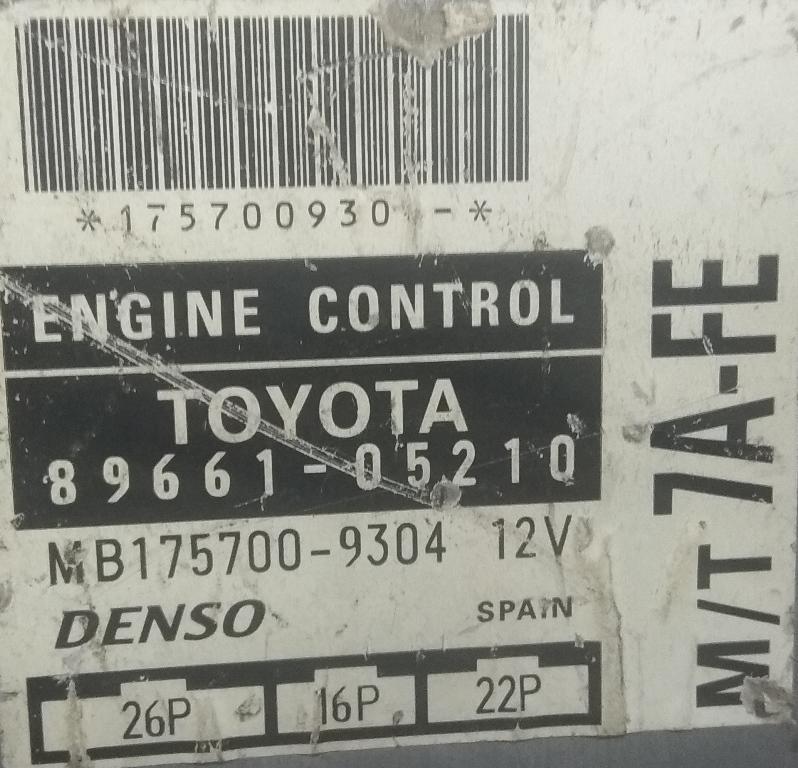 *175700930 -*
ENGINE CONTROL
TOYOTA
89661-05210
MB175700-9304 12V
DENSO SPAIN
26P 16P 22P
M/T 7A-FE